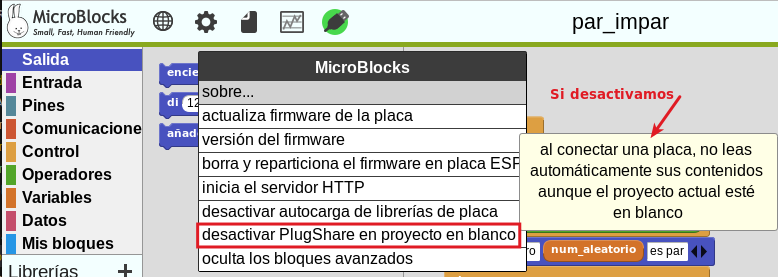 MicroBlocks
Small, Fast, Human Friendly
par_impar
Salida
Entrada
Pines
Comunicacione
Control
Operadores
Variables
Datos
Mis bloques
Librerías +
encie
di 12
añad
MicroBlocks
sobre...
actualiza firmware de la placa
versión del firmware
borra y reparticiona el firmware en placa ESP
inicia el servidor HTTP
desactivar autocarga de librerías de placa
desactivar PlugShare en proyecto en blanco
oculta los bloques avanzados
Si desactivamos
al conectar una placa, no leas
automáticamente sus contenidos
aunque el proyecto actual esté
en blanco
ro num_aleatorio es par